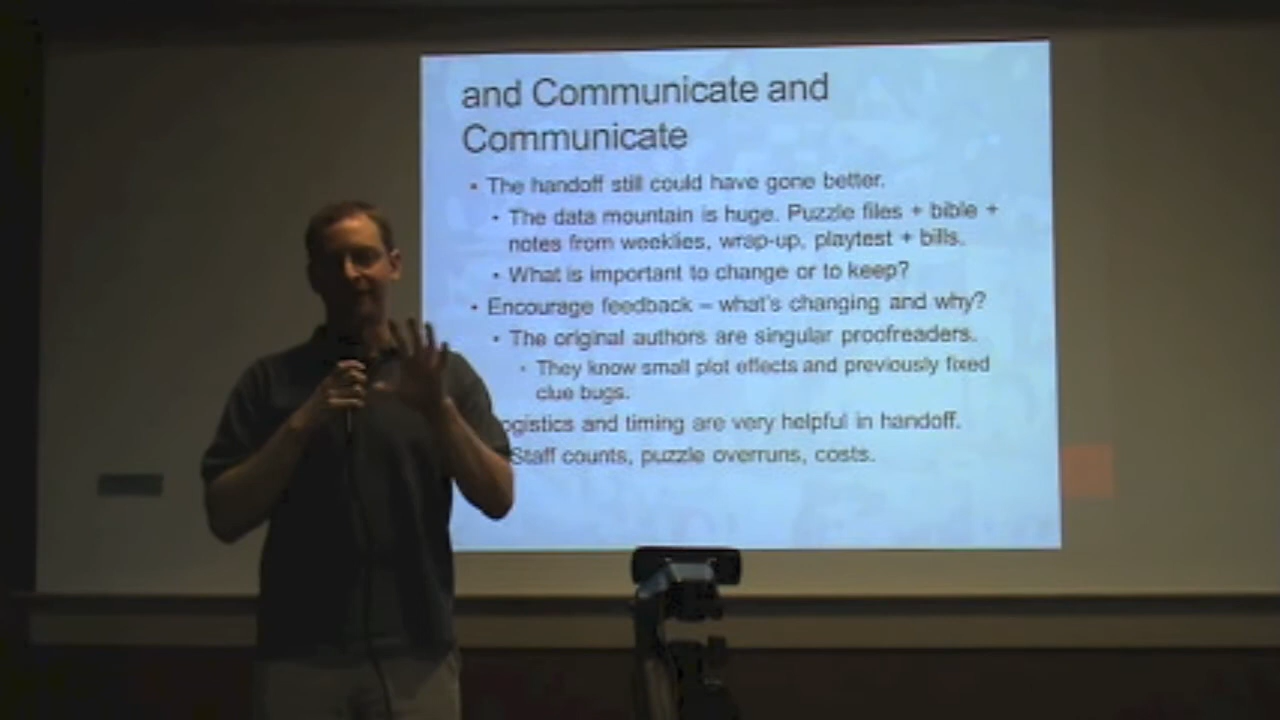 and Communicate and
Communicate
• The handoff still could have gone better.
• The data mountain is huge. Puzzle files + bible +
notes from weeklies, wrap-up, playtest + bills.
• What is important to change or to keep?
• Encourage feedback – what's changing and why?
• The original authors are singular proofreaders.
• They know small plot effects and previously fixed
clue bugs.
ogistics and timing are very helpful in handoff.
Staff counts, puzzle overruns, costs.